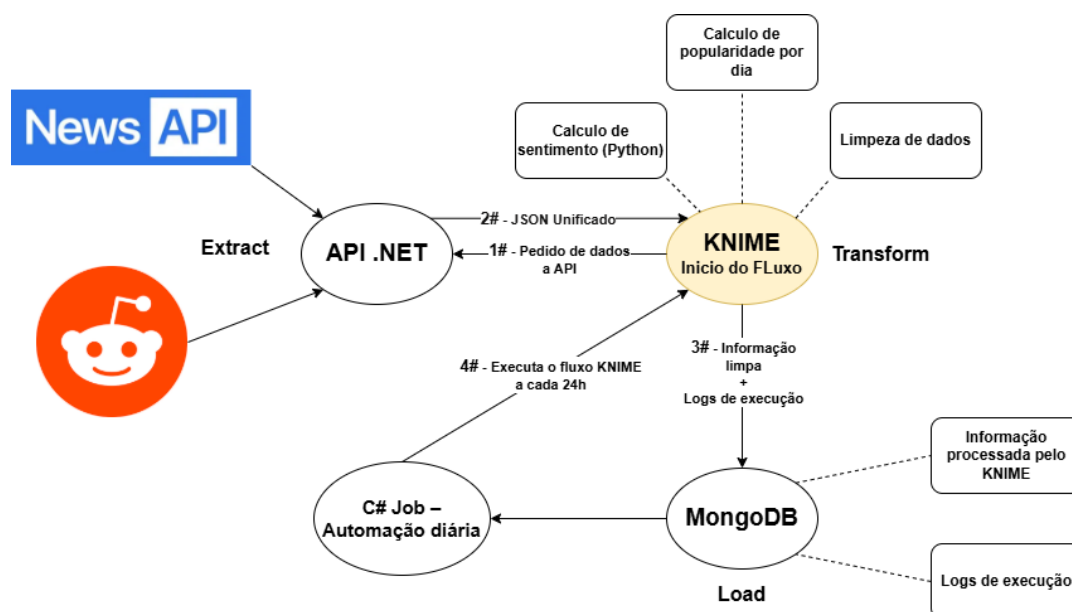 Calculo de
popularidade por
dia
News API
Calculo de
sentimento (Python)
Limpeza de dados
2# - JSON Unificado
Extract
API .NET
1# - Pedido de dados
a API
KNIME
Inicio do FLuxo
Transform
3# - Informação
limpa
+
Logs de execução
4# - Executa o fluxo KNIME
a cada 24h
Informação
processada pelo
KNIME
C# Job –
Automação diária
MongoDB
Logs de execução
Load